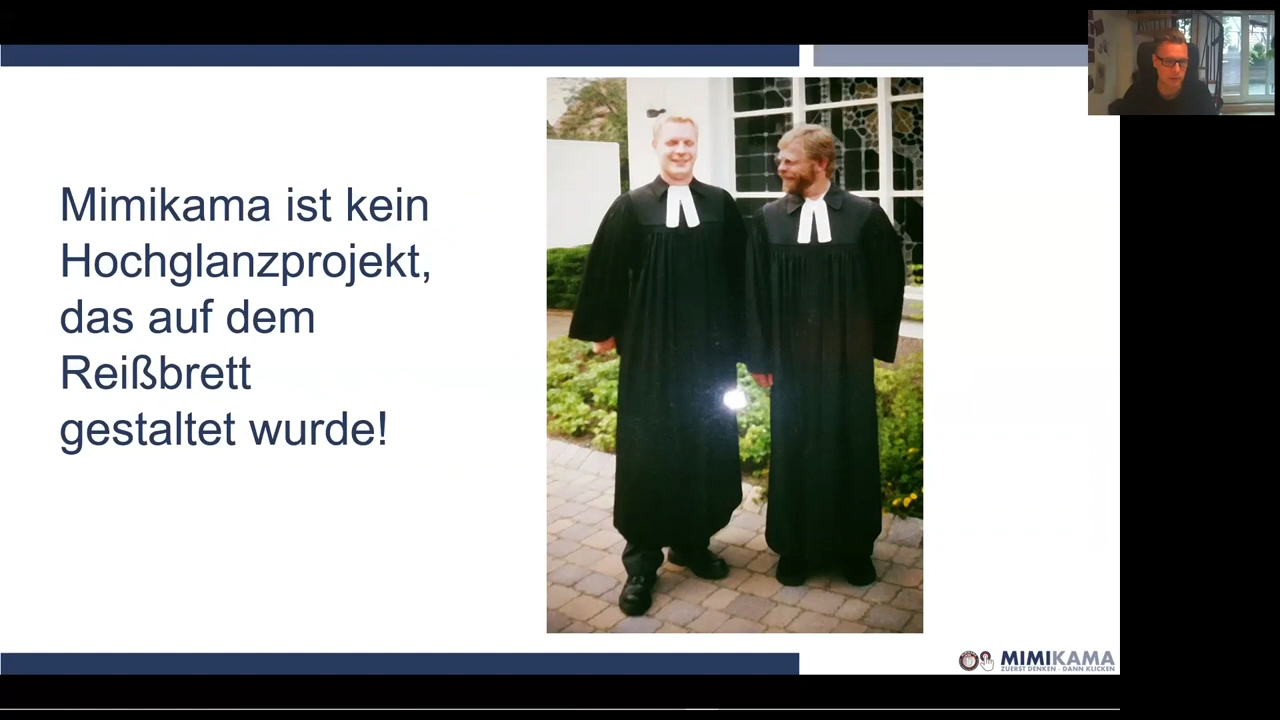 Mimikama ist kein
Hochglanzprojekt,
das auf dem
Reißbrett
gestaltet wurde!
MIMIKAMA
ZUERST DENKEN - DANN KLICKEN